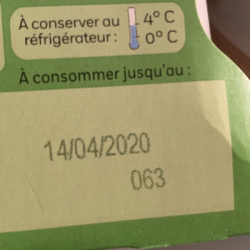 À conserver au
réfrigérateur :
4° C
0° C
À consommer jusqu'au :
14/04/2020
063